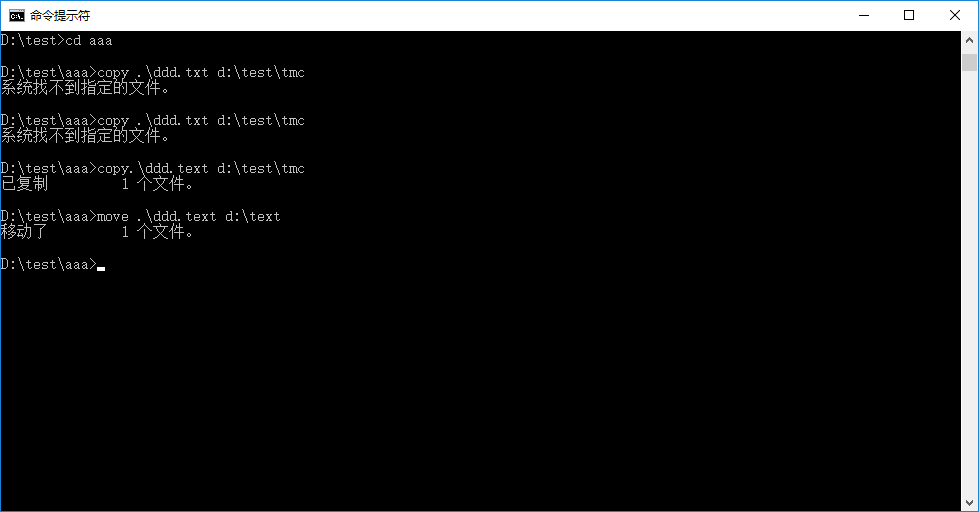 命令提示符
D:\test>cd aaa
D:\test\aaa>copy .\ddd.txt d:\test\tmc
系统找不到指定的文件。
D:\test\aaa>copy .\ddd.txt d:\test\tmc
系统找不到指定的文件。
D:\test\aaa>copy.\ddd.text d:\test\tmc
已复制         1 个文件。
D:\test\aaa>move .\ddd.text d:\text
移动了         1 个文件。
D:\test\aaa>